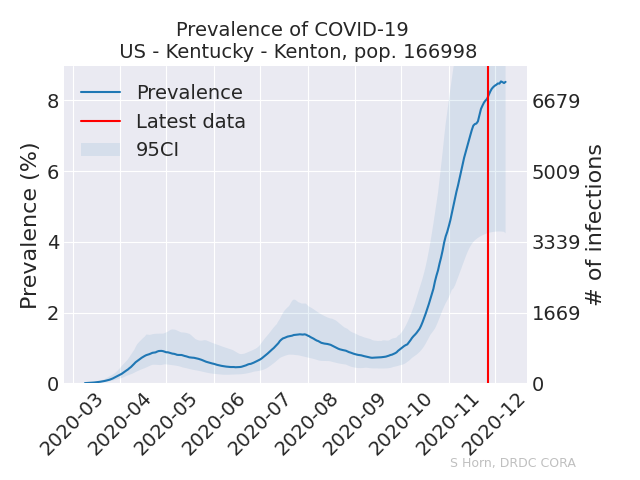 Prevalence of COVID-19
US - Kentucky - Kenton, pop. 166998
Prevalence
Latest data
95CI
Prevalence (%)
8
6
4
2
0
6679
5009
3339
1669
0
# of infections
2020-03
2020-04
2020-05
2020-06
2020-07
2020-08
2020-09
2020-10
2020-11
2020-12
S Horn, DRDC CORA